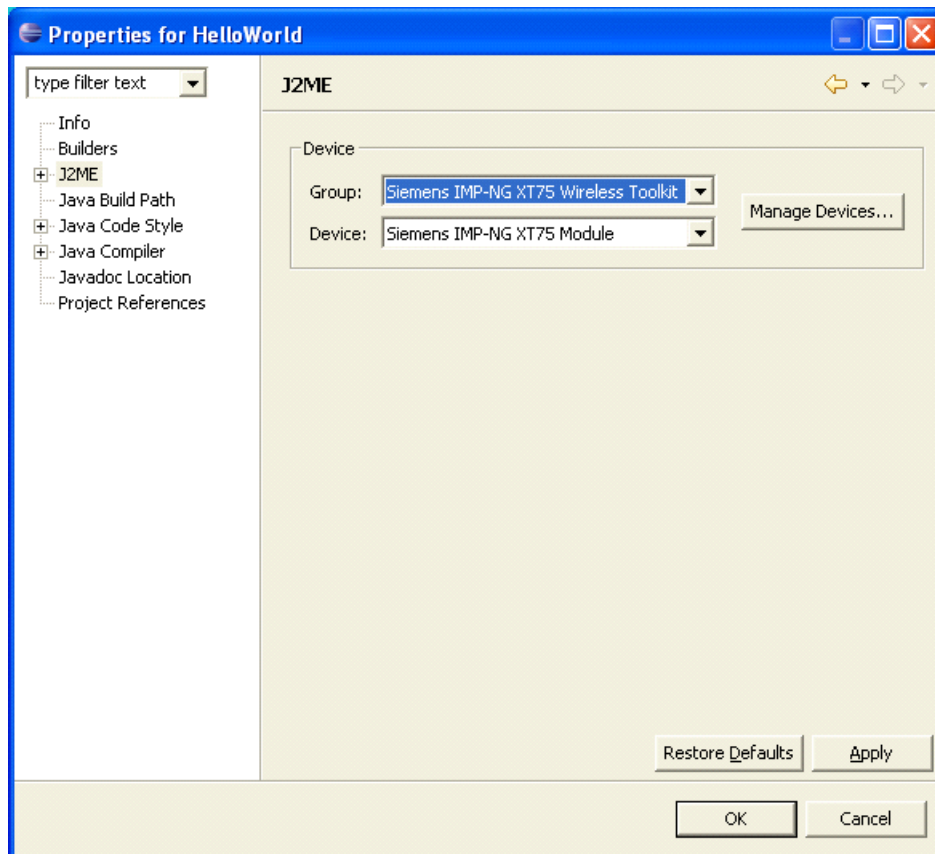 Properties for HelloWorld
type filter text
Info
Builders
J2ME
Java Build Path
Java Code Style
Java Compiler
Javadoc Location
Project References
J2ME
Device
Group: Siemens IMP-NG XT75 Wireless Toolkit
Device: Siemens IMP-NG XT75 Module
Manage Devices...
Restore Defaults Apply
OK Cancel